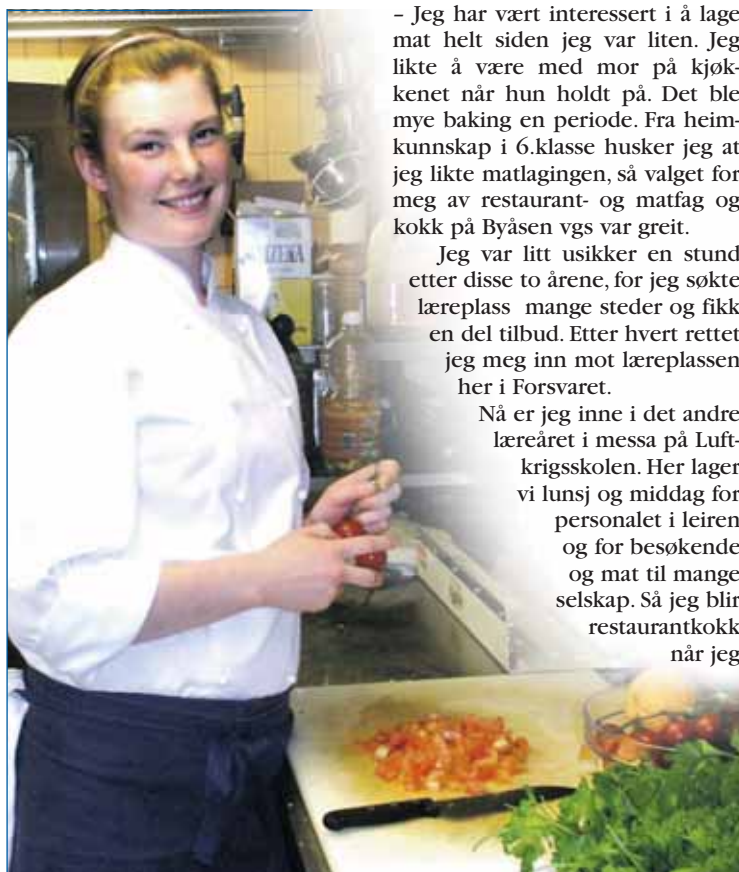 – Jeg har vært interessert i å lage
mat helt siden jeg var liten. Jeg
likte å være med mor på kjøk-
kenet når hun holdt på. Det ble
mye baking en periode. Fra heim-
kunnskap i 6.klasse husker jeg at
jeg likte matlagingen, så valget for
meg av restaurant- og matfag og
kokk på Byåsen vgs var greit.
Jeg var litt usikker en stund
etter disse to årene, for jeg søkte
læreplass mange steder og fikk
en del tilbud. Etter hvert rettet
jeg meg inn mot læreplassen
her i Forsvaret.
Nå er jeg inne i det andre
læreåret i messa på Luft-
krigsskolen. Her lager
vi lunsj og middag for
personalet i leiren
og for besøkende
og mat til mange
selskap. Så jeg blir
restaurantkokk
når jeg